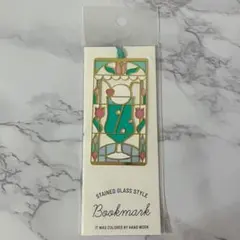 STAINED GLASS STYLE
Bookmark
IT WAS COLORED BY HAND WORK